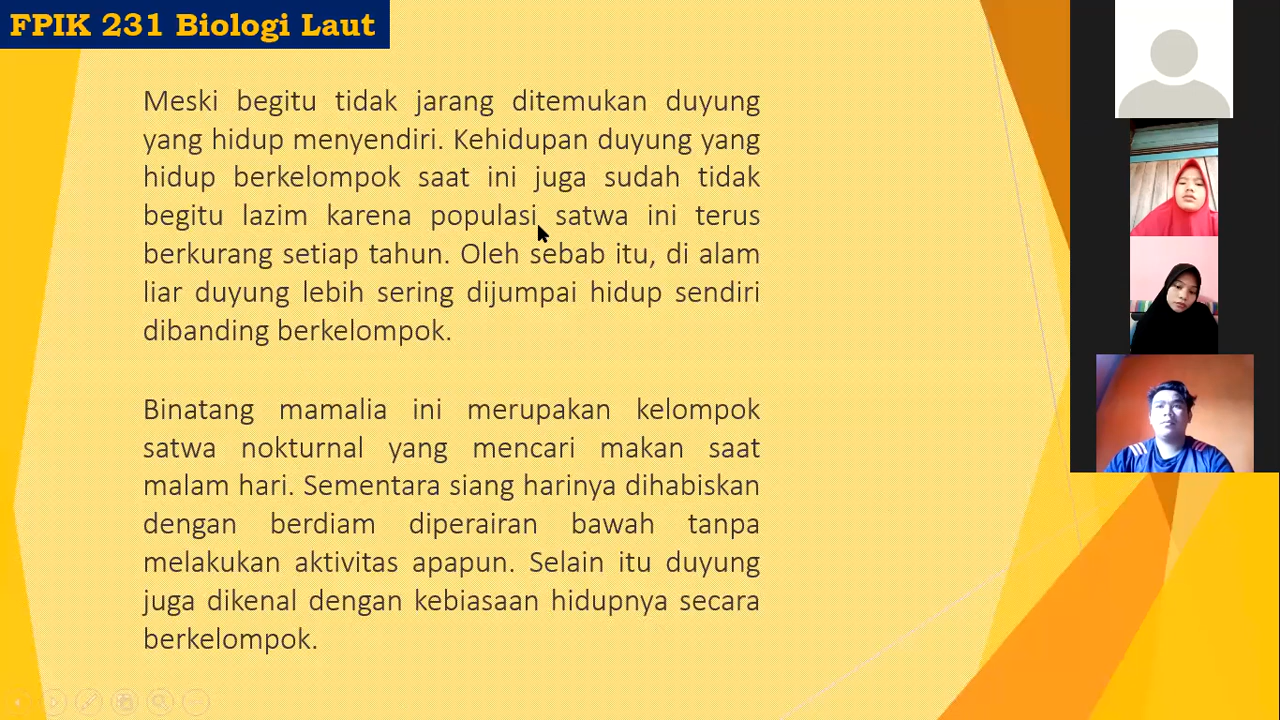 FPIK 231 Biologi Laut
Meski begitu tidak jarang ditemukan duyung
yang hidup menyendiri. Kehidupan duyung yang
hidup berkelompok saat ini juga sudah tidak
begitu lazim karena populasi satwa ini terus
berkurang setiap tahun. Oleh sebab itu, di alam
liar duyung lebih sering dijumpai hidup sendiri
dibanding berkelompok.
Binatang mamalia ini merupakan kelompok
satwa nokturnal yang mencari makan saat
malam hari. Sementara siang harinya dihabiskan
dengan berdiam diperairan bawah tanpa
melakukan aktivitas apapun. Selain itu duyung
juga dikenal dengan kebiasaan hidupnya secara
berkelompok.